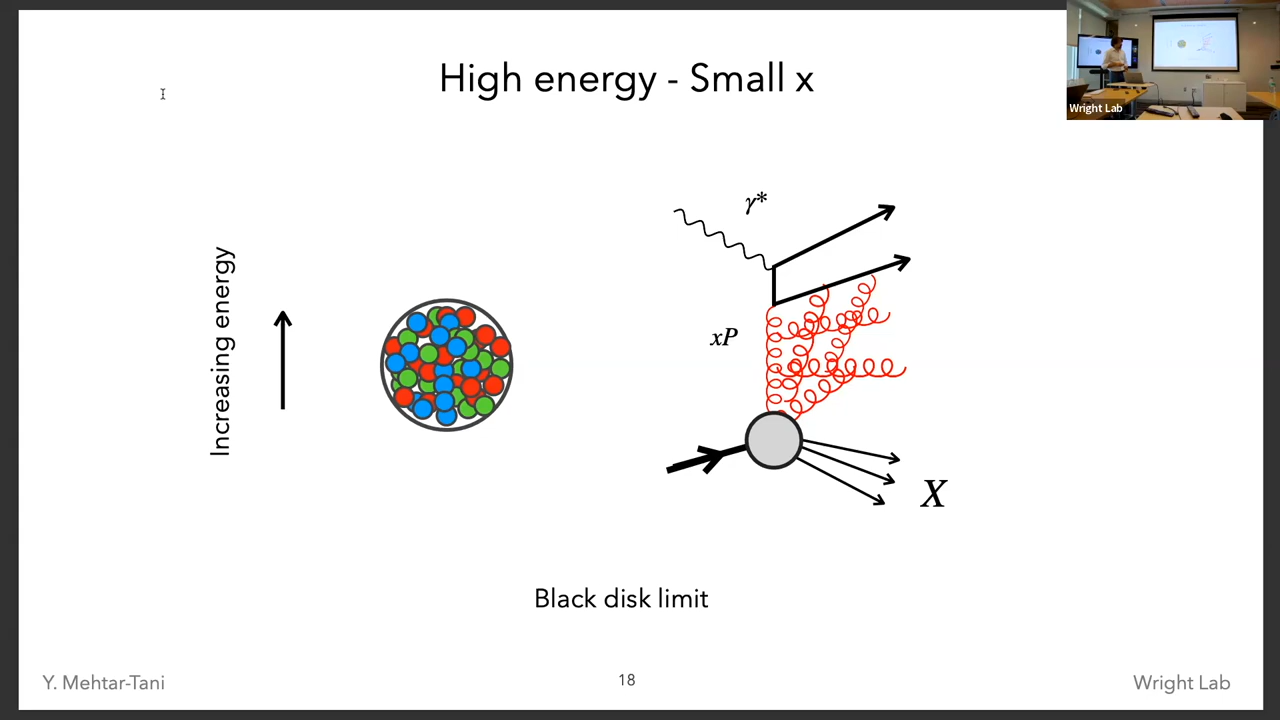 High energy - Small x
Wright Lab
Increasing energy
γ*
xP
X
Black disk limit
Y. Mehtar-Tani
18
Wright Lab